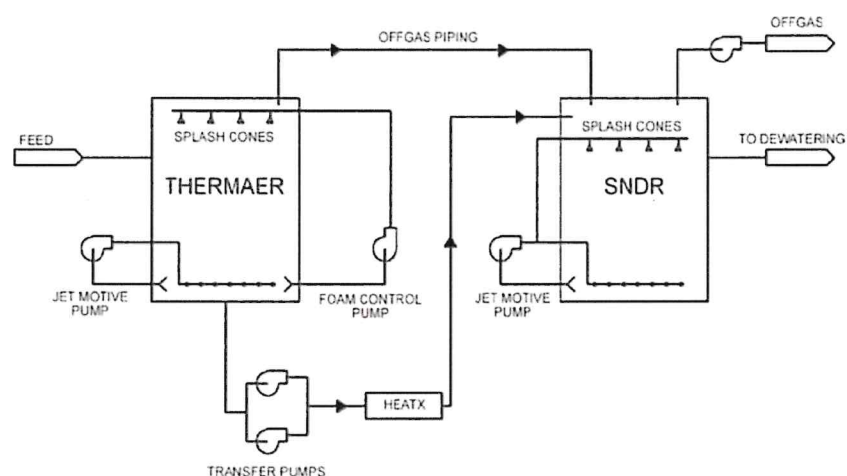 OFFGAS PIPING
OFFGAS
FEED
SPLASH CONES
THERMAER
SPLASH CONES
TO DEWATERING
SNDR
JET MOTIVE
PUMP
FOAM CONTROL
PUMP
JET MOTIVE
PUMP
HEATX
TRANSFER PUMPS